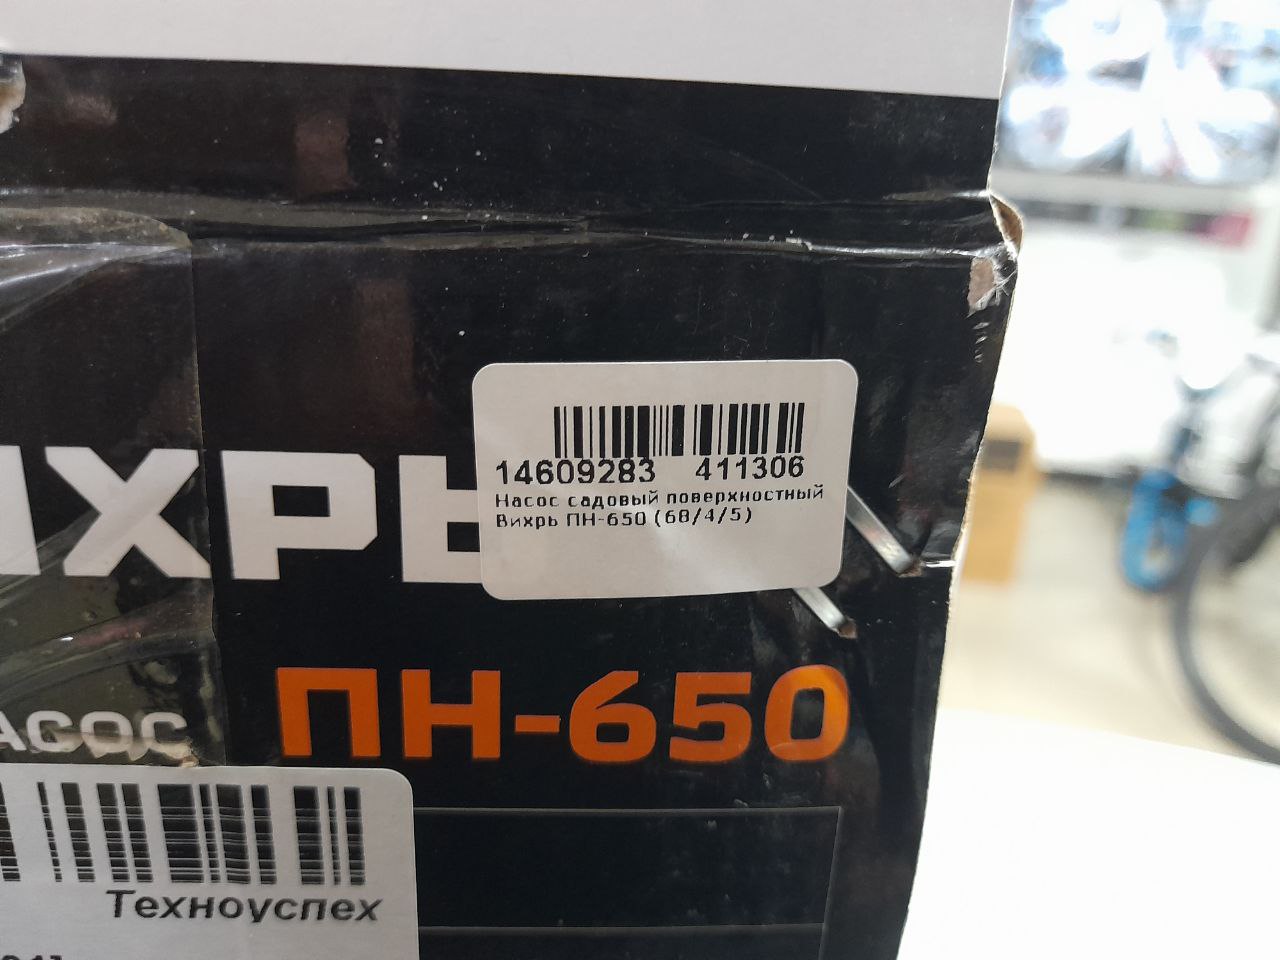 ИХРЬ
14609283 411306
Насос садовый поверхностный
Вихрь ПН-650 (68/4/5)
АСОС ПН-650
Техноуспех